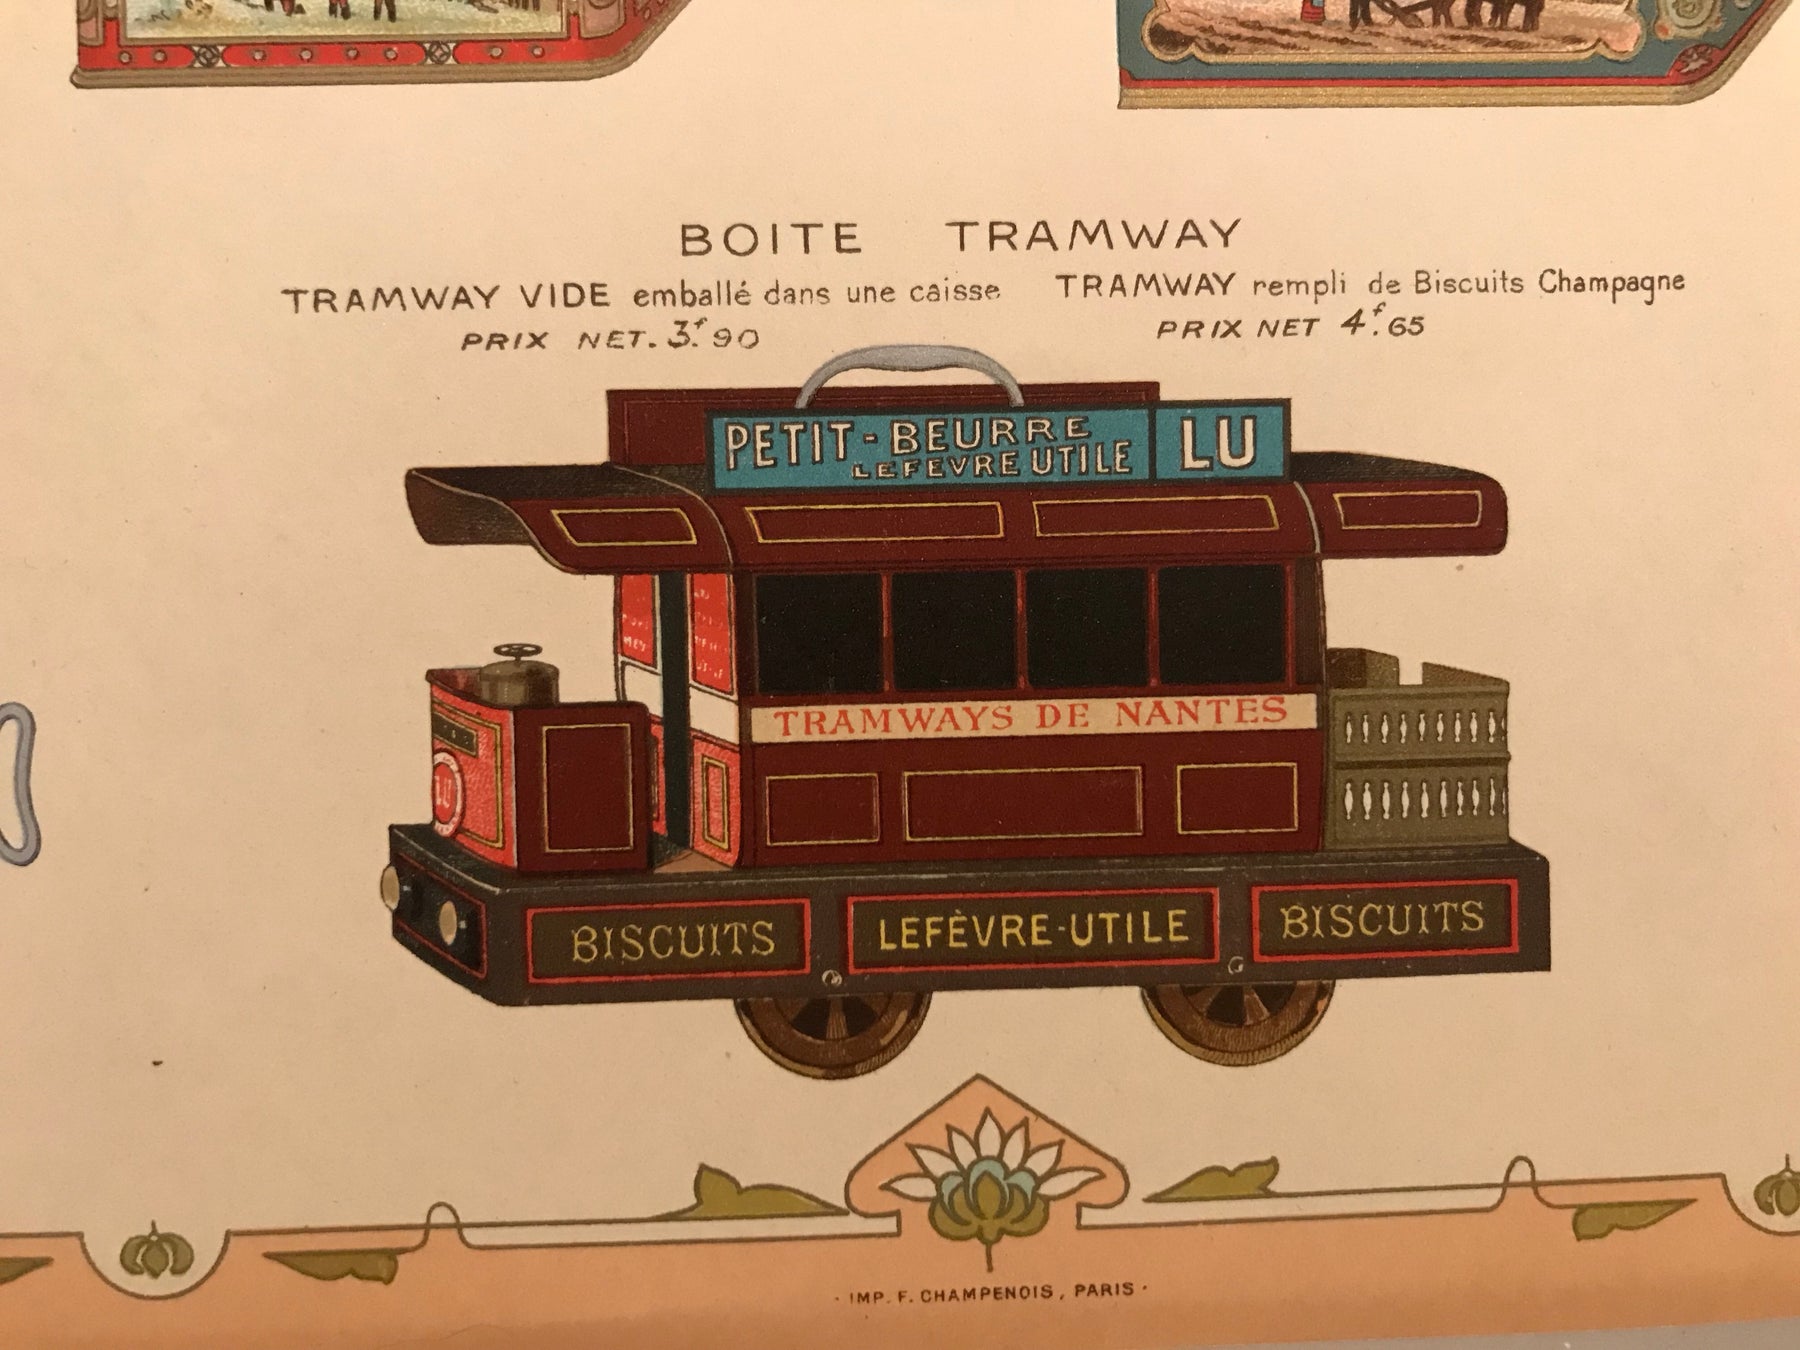 BOITE TRAMWAY
TRAMWAY VIDE emballé dans une caisse
PRIX NET. 3.f 90
TRAMWAY rempli de Biscuits Champagne
PRIX NET 4.f 65
PETIT-BEURRE
LEFEVRE UTILE
LU
TRAMWAYS DE NANTES
LU
BISCUITS
LEFÈVRE-UTILE
BISCUITS
· IMP. F. CHAMPENOIS, PARIS ·